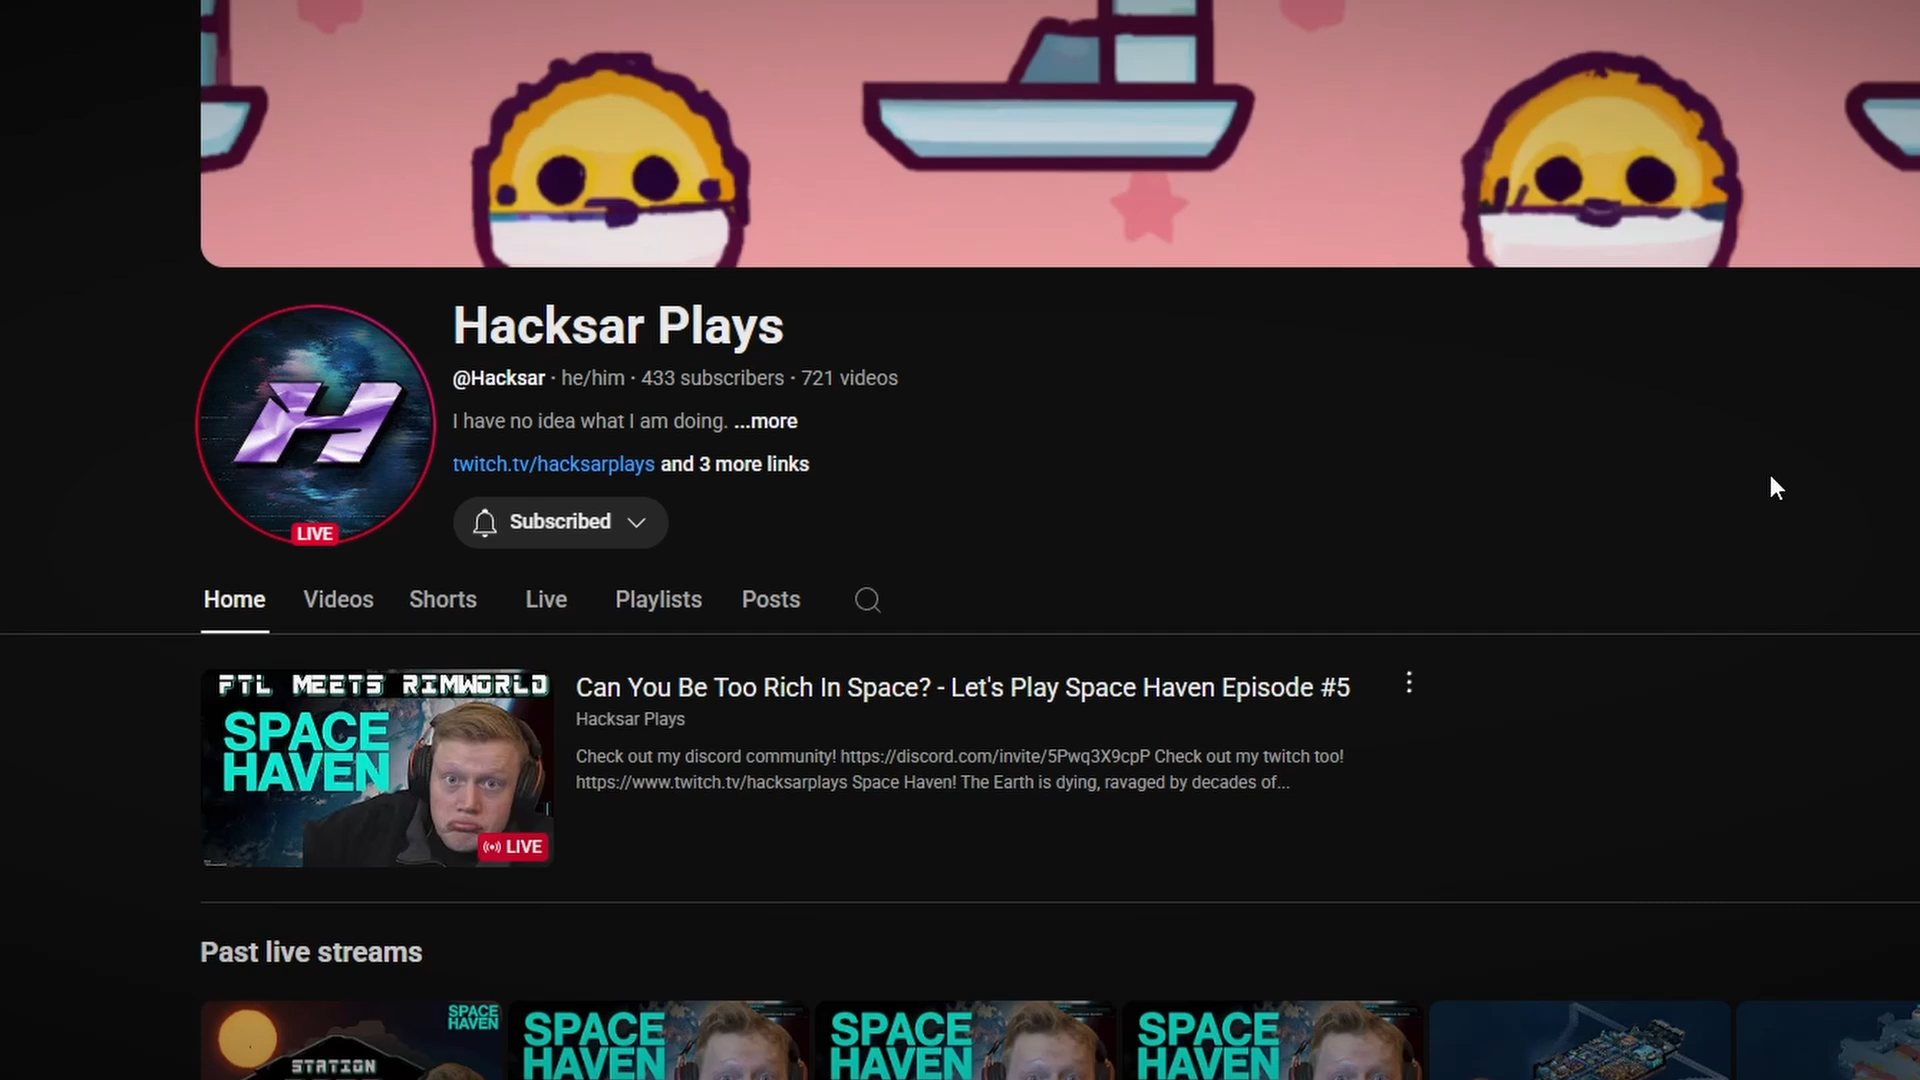 Hacksar Plays
@Hacksar · he/him · 433 subscribers · 721 videos
I have no idea what I am doing. ...more
twitch.tv/hacksarplays and 3 more links
H
LIVE
Subscribed
Home Videos Shorts Live Playlists Posts
FTL MEETS RIMWORLD
SPACE
HAVEN
LIVE
Can You Be Too Rich In Space? - Let's Play Space Haven Episode #5
Hacksar Plays
Check out my discord community! https://discord.com/invite/5Pwq3X9cpP Check out my twitch too!
https://www.twitch.tv/hacksarplays Space Haven! The Earth is dying, ravaged by decades of...
Past live streams
SPACE
HAVEN
STATION
SPACE
HAVEN
SPACE
HAVEN
SPACE
HAVEN